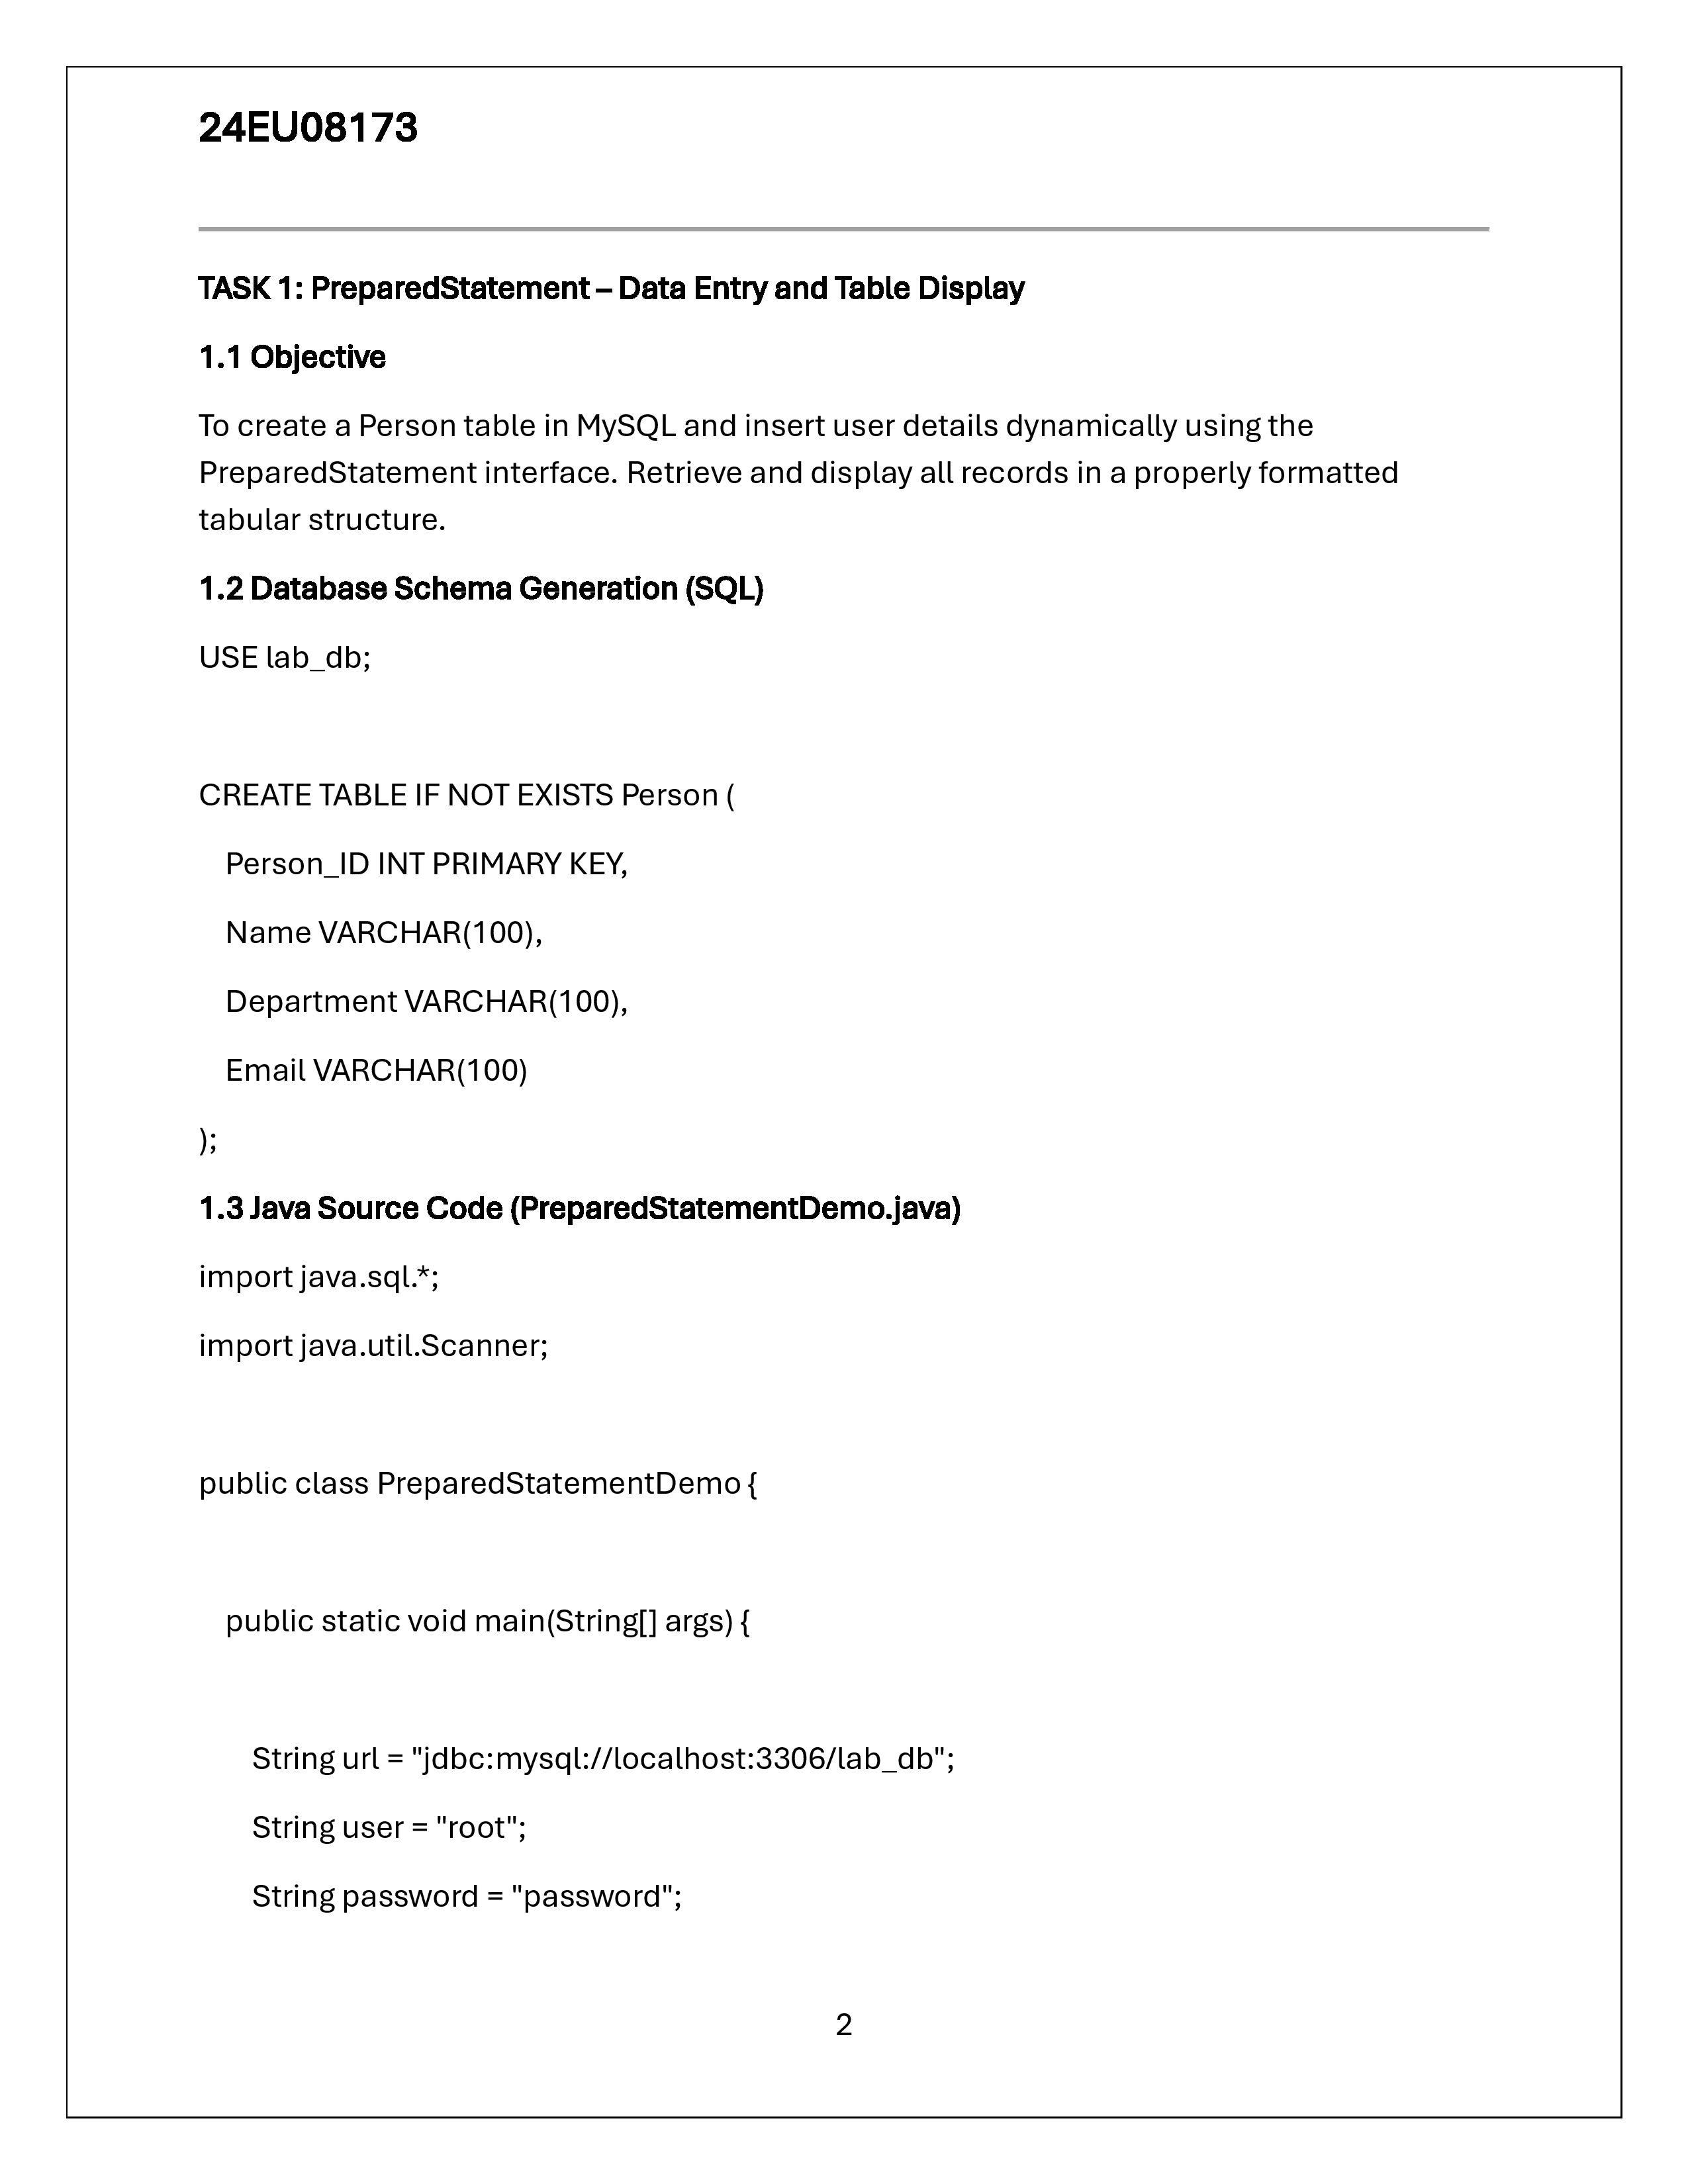 24EU08173
TASK 1: PreparedStatement – Data Entry and Table Display
1.1 Objective
To create a Person table in MySQL and insert user details dynamically using the
PreparedStatement interface. Retrieve and display all records in a properly formatted
tabular structure.
1.2 Database Schema Generation (SQL)
USE lab_db;
CREATE TABLE IF NOT EXISTS Person (
Person_ID INT PRIMARY KEY,
Name VARCHAR(100),
Department VARCHAR(100),
Email VARCHAR(100)
);
1.3 Java Source Code (PreparedStatementDemo.java)
import java.sql.*;
import java.util.Scanner;
public class PreparedStatementDemo {
public static void main(String[] args) {
String url = "jdbc:mysql://localhost:3306/lab_db";
String user = "root";
String password = "password";
2